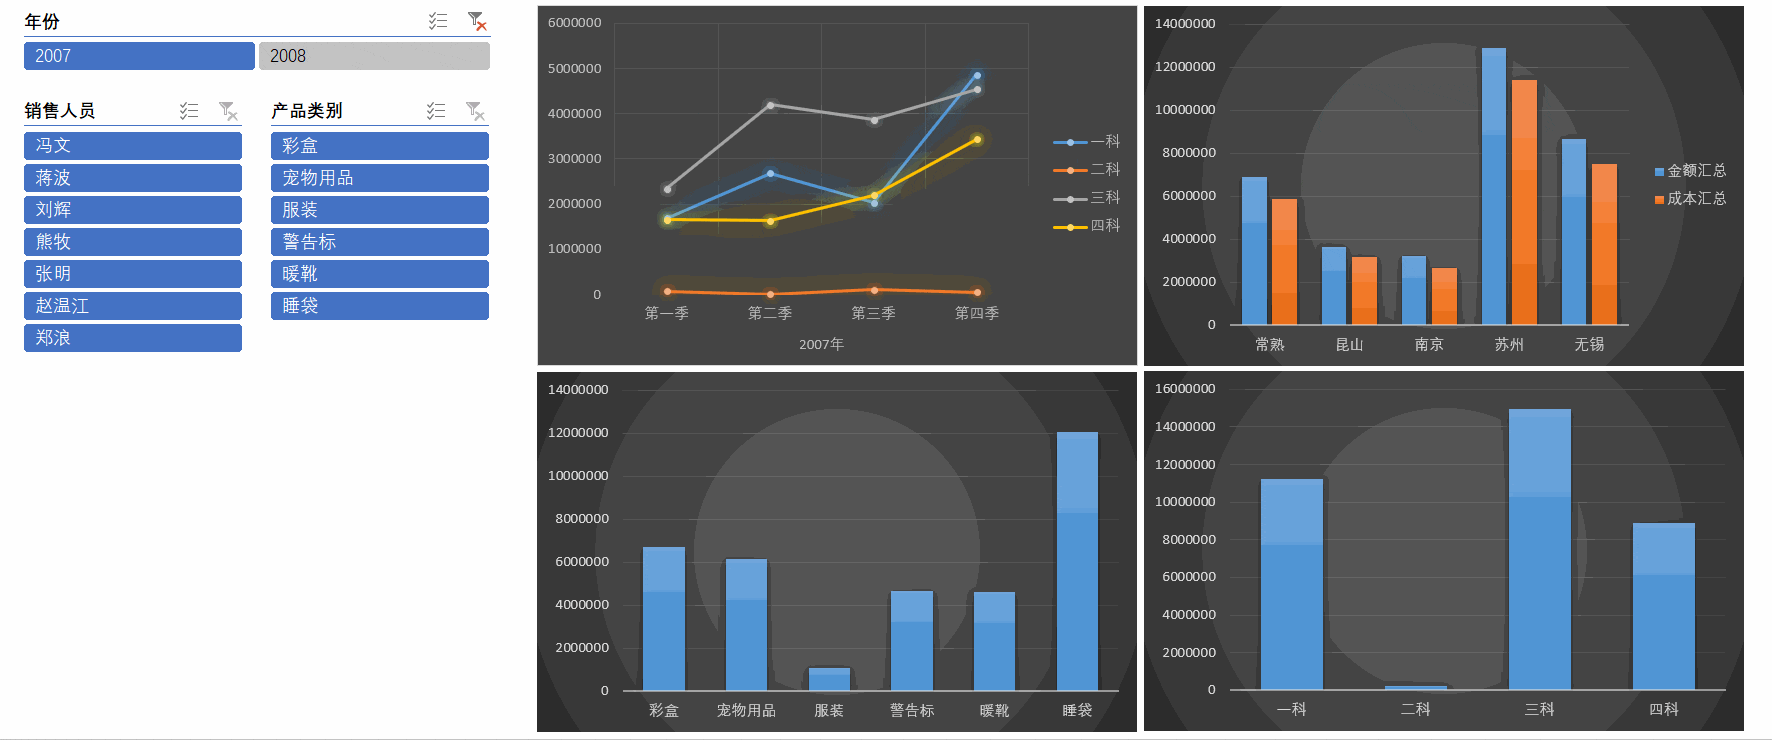 年份
2007
2008
销售人员
冯文
蒋波
刘辉
熊牧
张明
赵温江
郑浪
产品类别
彩盒
宠物用品
服装
警告标
暖靴
睡袋
6000000
5000000
4000000
3000000
2000000
1000000
0
第一季
第二季
第三季
第四季
2007年
一科
二科
三科
四科
14000000
12000000
10000000
8000000
6000000
4000000
2000000
0
常熟
昆山
南京
苏州
无锡
金额汇总
成本汇总
14000000
12000000
10000000
8000000
6000000
4000000
2000000
0
彩盒
宠物用品
服装
警告标
暖靴
睡袋
16000000
14000000
12000000
10000000
8000000
6000000
4000000
2000000
0
一科
二科
三科
四科